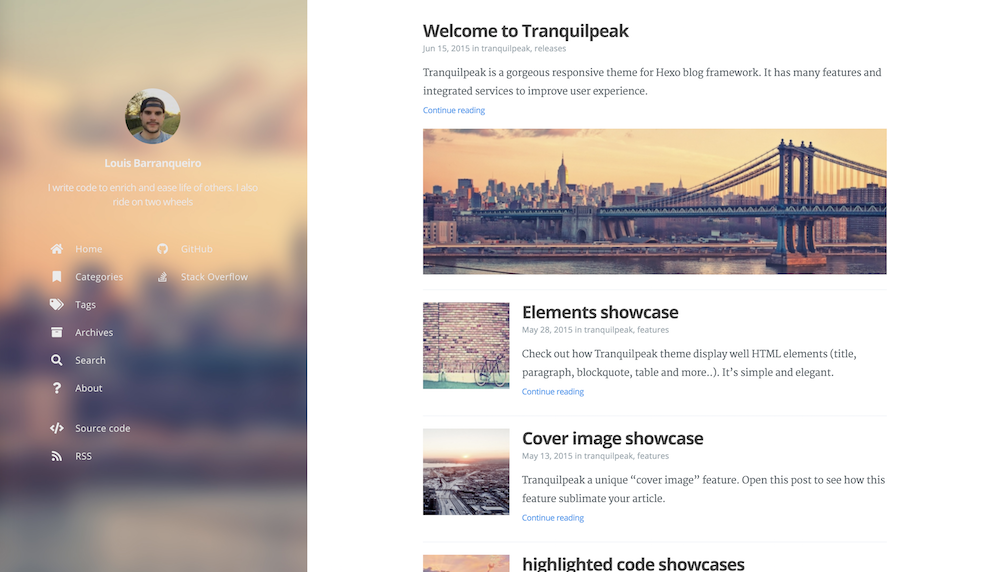 Louis Barranqueiro
I write code to enrich and ease life of others, I also
ride on two wheels
Home
Categories
Tags
Archives
Search
About
GitHub
Stack Overflow
Source code
RSS
Welcome to Tranquilpeak
Jun 15, 2015 in tranquilpeak, releases
Tranquilpeak is a gorgeous responsive theme for Hexo blog framework. It has many features and
integrated services to improve user experience.
Continue reading
Elements showcase
May 28, 2015 in tranquilpeak, features
Check out how Tranquilpeak theme display well HTML elements (title,
paragraph, blockquote, table and more..). It’s simple and elegant.
Continue reading
Cover image showcase
May 13, 2015 in tranquilpeak, features
Tranquilpeak a unique “cover image” feature. Open this post to see how this
feature sublimate your article.
Continue reading
highlighted code showcases